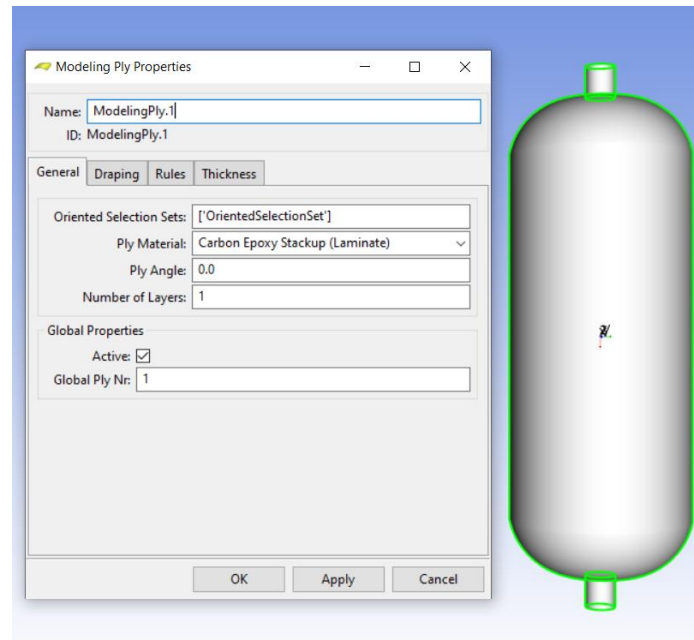 Modeling Ply Properties
Name: ModelingPly.1
ID: ModelingPly.1
General Draping Rules Thickness
Oriented Selection Sets: ['OrientedSelectionSet']
Ply Material: Carbon Epoxy Stackup (Laminate)
Ply Angle: 0.0
Number of Layers: 1
Global Properties
Active:
Global Ply Nr: 1
OK Apply Cancel